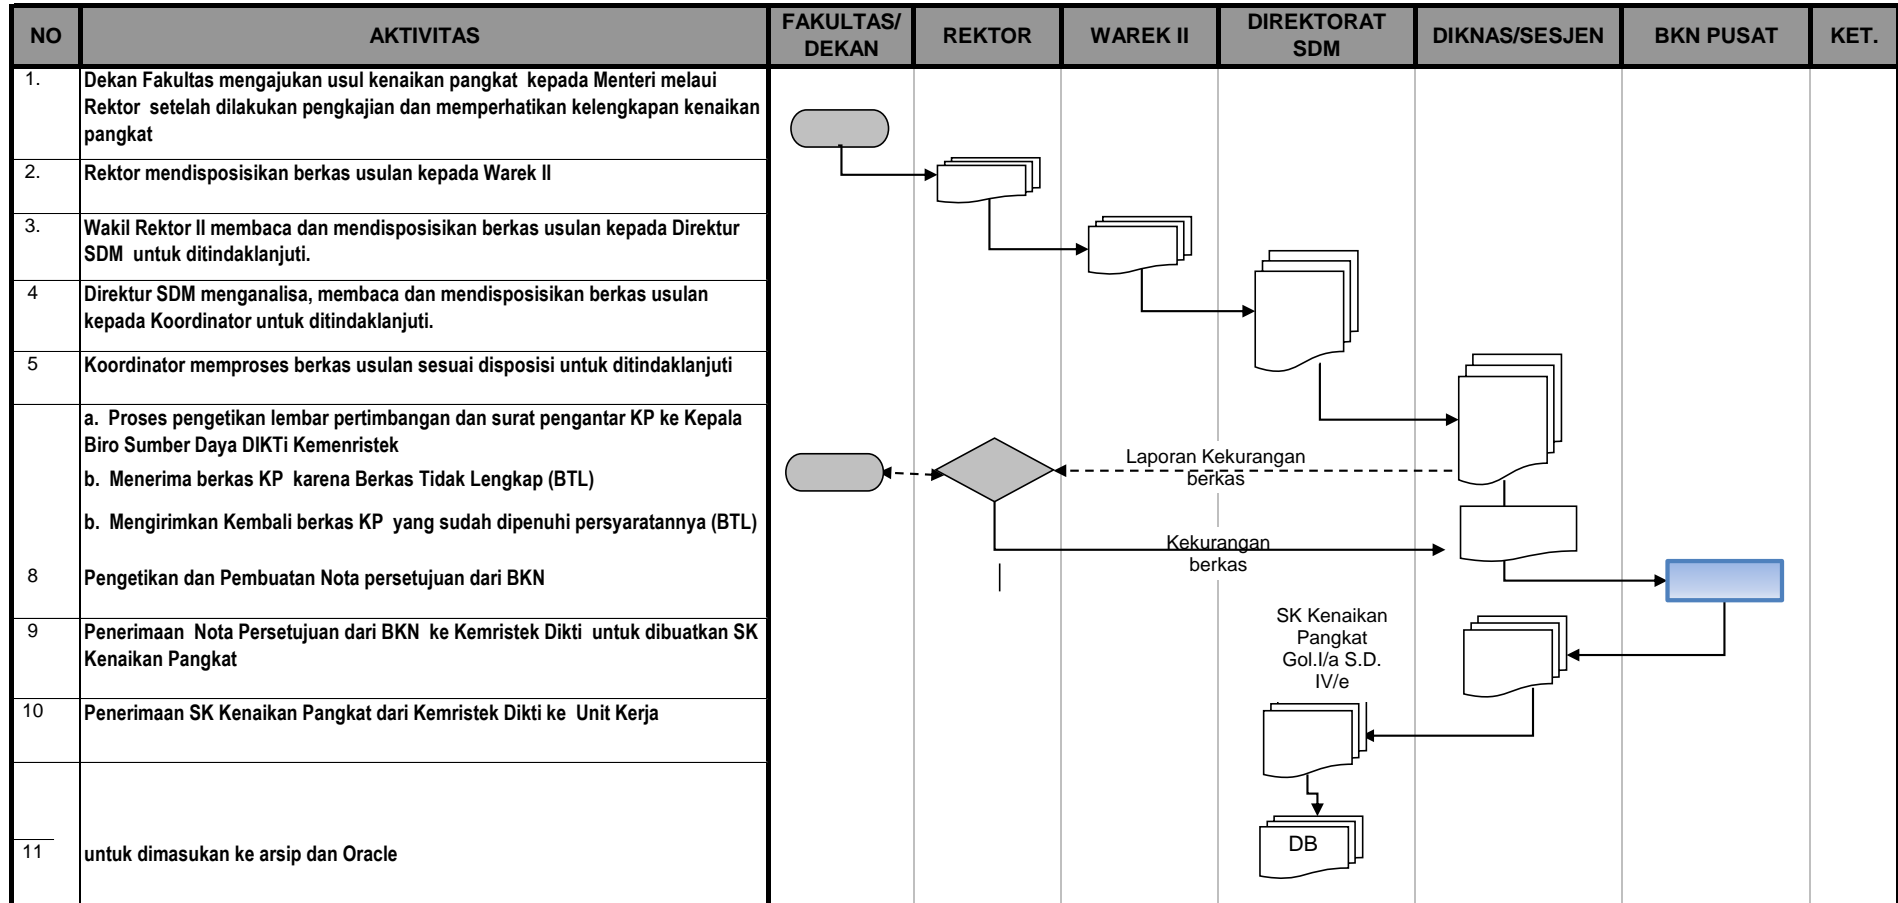 NO
AKTIVITAS
FAKULTAS/
DEKAN
REKTOR
WAREK II
DIREKTORAT
SDM
DIKNAS/SESJEN
BKN PUSAT
KET.
1.
Dekan Fakultas mengajukan usul kenaikan pangkat kepada Menteri melaui
Rektor setelah dilakukan pengkajian dan memperhatikan kelengkapan kenaikan
pangkat
2.
Rektor mendisposisikan berkas usulan kepada Warek II
3.
Wakil Rektor II membaca dan mendisposisikan berkas usulan kepada Direktur
SDM untuk ditindaklanjuti.
4
Direktur SDM menganalisa, membaca dan mendisposisikan berkas usulan
kepada Koordinator untuk ditindaklanjuti.
5
Koordinator memproses berkas usulan sesuai disposisi untuk ditindaklanjuti
a. Proses pengetikan lembar pertimbangan dan surat pengantar KP ke Kepala
Biro Sumber Daya DIKTi Kemenristek
b. Menerima berkas KP karena Berkas Tidak Lengkap (BTL)
Laporan Kekurangan
berkas
b. Mengirimkan Kembali berkas KP yang sudah dipenuhi persyaratannya (BTL)
Kekurangan
berkas
8
Pengetikan dan Pembuatan Nota persetujuan dari BKN
9
Penerimaan Nota Persetujuan dari BKN ke Kemristek Dikti untuk dibuatkan SK
Kenaikan Pangkat
SK Kenaikan
Pangkat
Gol.I/a S.D.
IV/e
10
Penerimaan SK Kenaikan Pangkat dari Kemristek Dikti ke Unit Kerja
11
untuk dimasukan ke arsip dan Oracle
DB